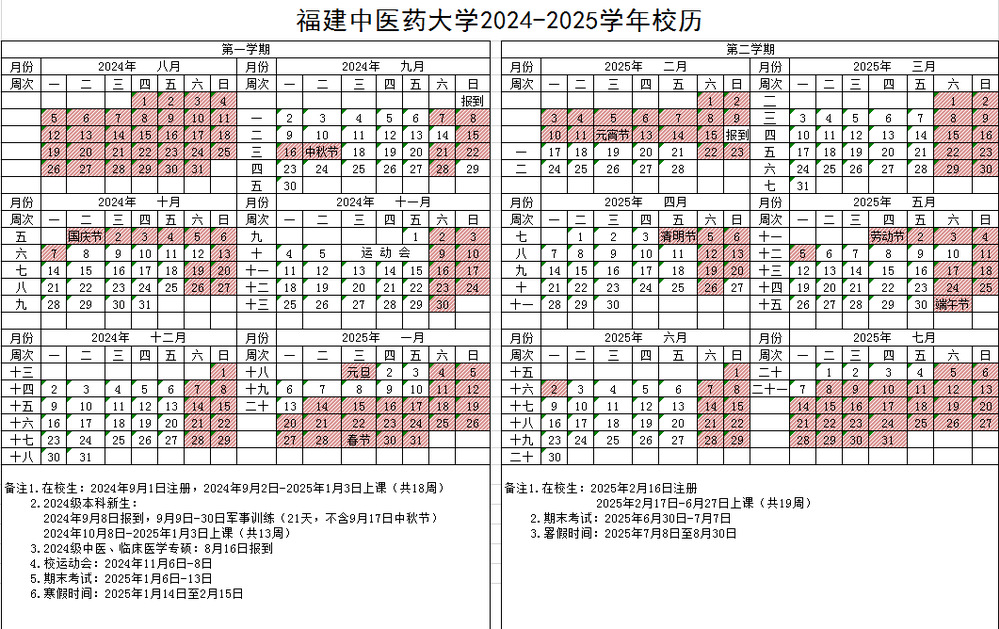 福建中医药大学2024-2025学年校历
第一学期 第二学期
月份 2024年 八月 月份 2024年 九月 月份 2025年 二月 月份 2025年 三月
周次 一 二 三 四 五 六 日 周次 一 二 三 四 五 六 日 周次 一 二 三 四 五 六 日 周次 一 二 三 四 五 六 日
1 2 3 4 报到 1 2 二 1 2
5 6 7 8 9 10 11 一 2 3 4 5 6 7 8 3 4 5 6 7 8 9 三 3 4 5 6 7 8 9
12 13 14 15 16 17 18 二 9 10 11 12 13 14 15 10 11 元宵节 13 14 15 报到 四 10 11 12 13 14 15 16
19 20 21 22 23 24 25 三 16 中秋节 18 19 20 21 22 一 17 18 19 20 21 22 23 五 17 18 19 20 21 22 23
26 27 28 29 30 31 四 23 24 25 26 27 28 29 二 24 25 26 27 28 六 24 25 26 27 28 29 30
五 30 七 31
月份 2024年 十月 月份 2024年 十一月 月份 2025年 四月 月份 2025年 五月
周次 一 二 三 四 五 六 日 周次 一 二 三 四 五 六 日 周次 一 二 三 四 五 六 日 周次 一 二 三 四 五 六 日
五 国庆节 2 3 4 5 6 九 1 2 3 七 1 2 3 清明节 5 6 十一 劳动节 2 3 4
六 7 8 9 10 11 12 13 十 4 5 运动会 9 10 八 7 8 9 10 11 12 13 十二 5 6 7 8 9 10 11
七 14 15 16 17 18 19 20 十一 11 12 13 14 15 16 17 九 14 15 16 17 18 19 20 十三 12 13 14 15 16 17 18
八 21 22 23 24 25 26 27 十二 18 19 20 21 22 23 24 十 21 22 23 24 25 26 27 十四 19 20 21 22 23 24 25
九 28 29 30 31 十三 25 26 27 28 29 30 十一 28 29 30 十五 26 27 28 29 30 端午节
月份 2024年 十二月 月份 2025年 一月 月份 2025年 六月 月份 2025年 七月
周次 一 二 三 四 五 六 日 周次 一 二 三 四 五 六 日 周次 一 二 三 四 五 六 日 周次 一 二 三 四 五 六 日
十三 1 十八 元旦 2 3 4 5 十五 1 二十 1 2 3 4 5 6
十四 2 3 4 5 6 7 8 十九 6 7 8 9 10 11 12 十六 2 3 4 5 6 7 8 二十一 7 8 9 10 11 12 13
十五 9 10 11 12 13 14 15 二十 13 14 15 16 17 18 19 十七 9 10 11 12 13 14 15 14 15 16 17 18 19 20
十六 16 17 18 19 20 21 22 20 21 22 23 24 25 26 十八 16 17 18 19 20 21 22 21 22 23 24 25 26 27
十七 23 24 25 26 27 28 29 27 28 春节 30 31 十九 23 24 25 26 27 28 29 28 29 30 31
十八 30 31 二十 30
备注1.在校生：2024年9月1日注册，2024年9月2日-2025年1月3日上课（共18周）
2.2024级本科新生：
2024年9月8日报到，9月9日-30日军事训练（21天，不含9月17日中秋节）
2024年10月8日-2025年1月3日上课（共13周）
3.2024级中医、临床医学专硕：8月16日报到
4.校运动会：2024年11月6日-8日
5.期末考试：2025年1月6日-13日
6.寒假时间：2025年1月14日至2月15日
备注1.在校生：2025年2月16日注册
2025年2月17日-6月27日上课（共19周）
2.期末考试：2025年6月30日-7月7日
3.暑假时间：2025年7月8日至8月30日